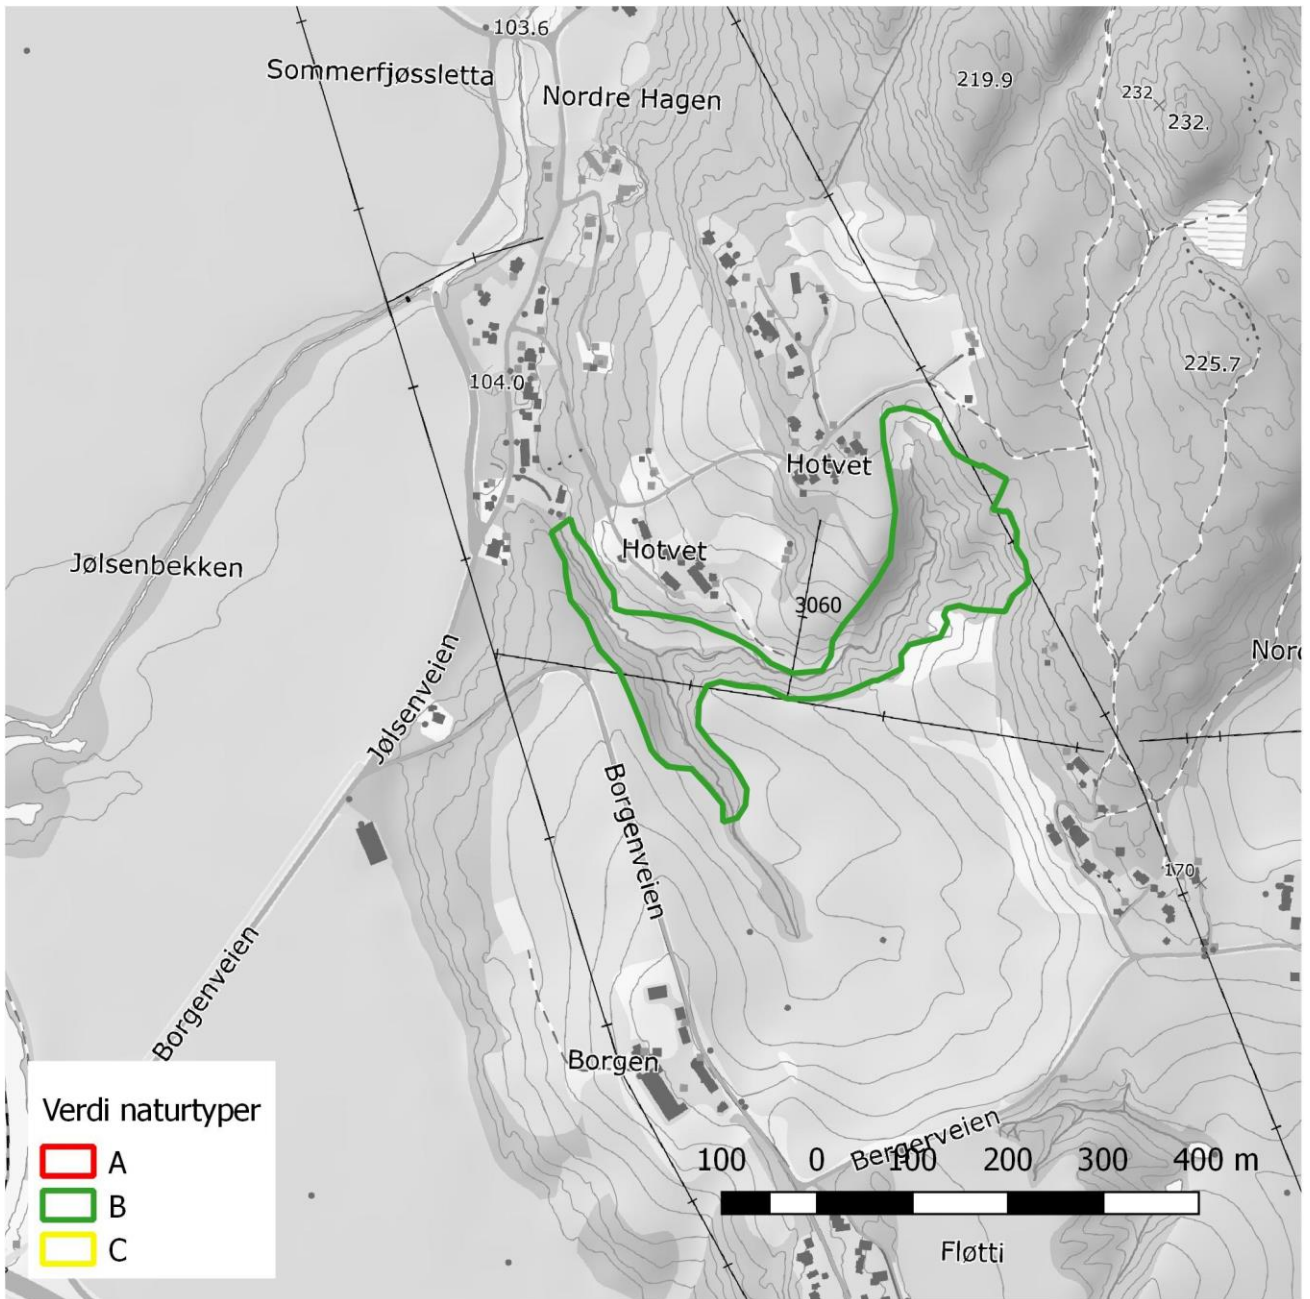 103.6
Sommerfjøssletta
Nordre Hagen
219.9
232
232.
225.7
104.0
Hotvet
Hotvet
Jølsenbekken
3060
Jølsenveien
Nord
Borgenveien
170
Borgenveien
Borgen
Bergerveien
Verdi naturtyper
A
B
C
100 0 100 200 300 400 m
Fløtti